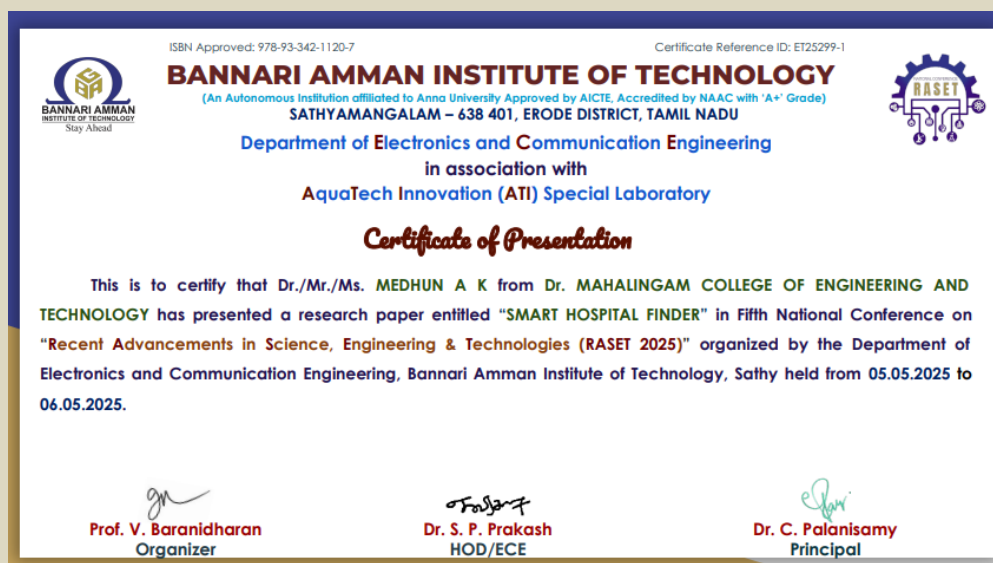 ISBN Approved: 978-93-342-1120-7
Certificate Reference ID: ET25299-1
BANNARI AMMAN
INSTITUTE OF TECHNOLOGY
Stay Ahead
BANNARI AMMAN INSTITUTE OF TECHNOLOGY
(An Autonomous Institution affiliated to Anna University Approved by AICTE, Accredited by NAAC with ‘A+’ Grade)
SATHYAMANGALAM – 638 401, ERODE DISTRICT, TAMIL NADU
NATIONAL CONFERENCE
RASET
Department of Electronics and Communication Engineering
in association with
AquaTech Innovation (ATI) Special Laboratory
Certificate of Presentation
This is to certify that Dr./Mr./Ms. MEDHUN A K from Dr. MAHALINGAM COLLEGE OF ENGINEERING AND
TECHNOLOGY has presented a research paper entitled “SMART HOSPITAL FINDER” in Fifth National Conference on
“Recent Advancements in Science, Engineering & Technologies (RASET 2025)” organized by the Department of
Electronics and Communication Engineering, Bannari Amman Institute of Technology, Sathy held from 05.05.2025 to
06.05.2025.
Prof. V. Baranidharan
Organizer
Dr. S. P. Prakash
HOD/ECE
Dr. C. Palanisamy
Principal